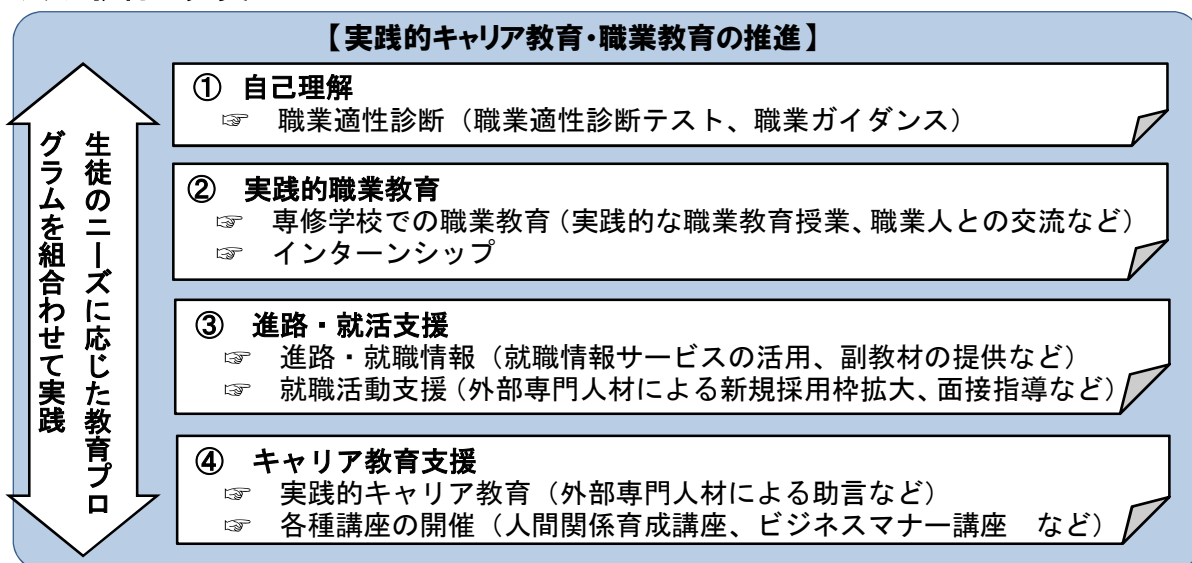 【実践的キャリア教育・職業教育の推進】
生徒のニーズに応じた教育プロ
グラムを組合わせて実践
① 自己理解
☞ 職業適性診断（職業適性診断テスト、職業ガイダンス）
② 実践的職業教育
☞ 専修学校での職業教育（実践的な職業教育授業、職業人との交流など）
☞ インターンシップ
③ 進路・就活支援
☞ 進路・就職情報（就職情報サービスの活用、副教材の提供など）
☞ 就職活動支援（外部専門人材による新規採用枠拡大、面接指導など）
④ キャリア教育支援
☞ 実践的キャリア教育（外部専門人材による助言など）
☞ 各種講座の開催（人間関係育成講座、ビジネスマナー講座　など）